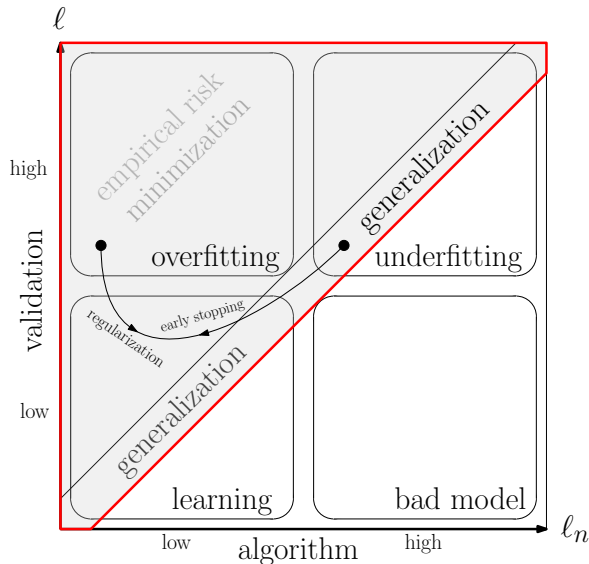 ℓ
empirical risk
minimization
generalization
high
overfitting
underfitting
validation
early stopping
regularization
generalization
low
learning
bad model
low
algorithm
high
ℓₙ